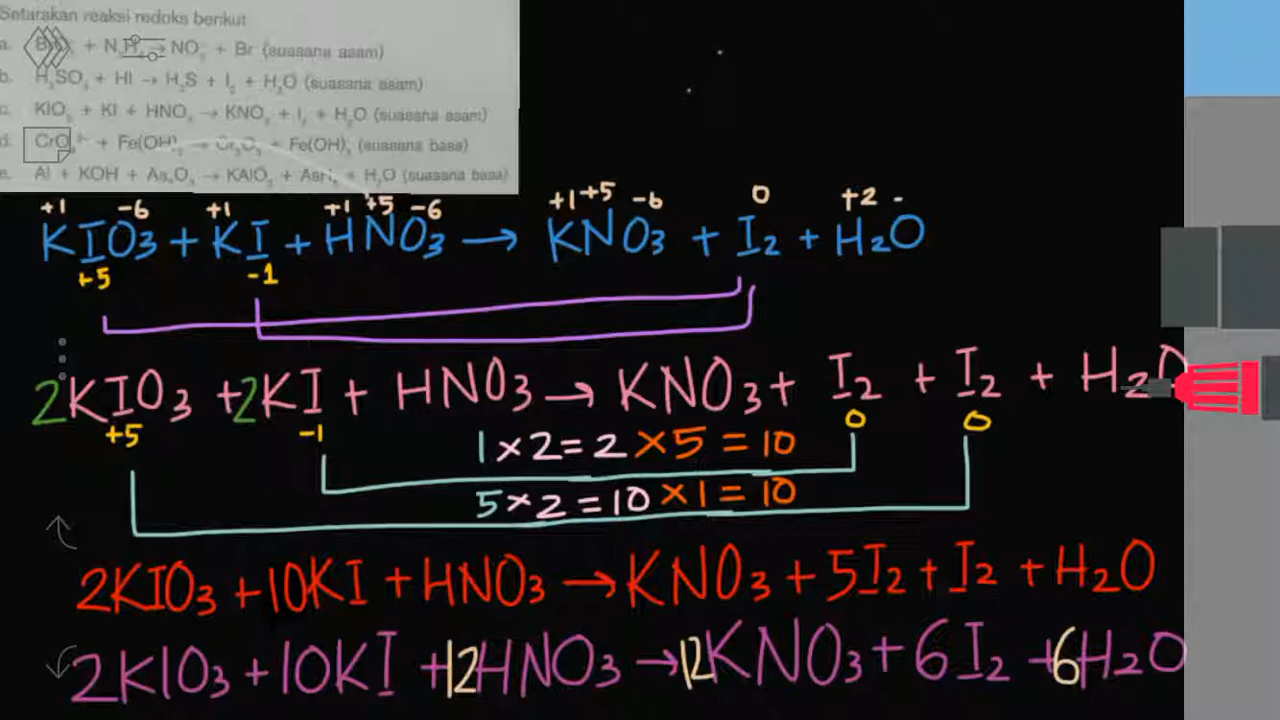 Setarakan reaksi redoks berikut
a. + → NO₃ + Br (suasana asam)
b. H₂SO₃ + HI → H₂S + I₂ + H₂O (suasana asam)
c. KIO₃ + KI + HNO₃ → KNO₃ + I₂ + H₂O (suasana asam)
d. + Fe(OH)₂ → Cr₂O₃ + Fe(OH)₃ (suasana basa)
e. Al + KOH + → + + H₂O (suasana basa)
+1 -6 +1 +1 +5 -6 +1 +5 -6 0 +2 -
KIO₃ + KI + HNO₃ → KNO₃ + I₂ + H₂O
+5 -1
2KIO₃ + 2KI + HNO₃ → KNO₃ + I₂ + I₂ + H₂O
+5 -1 0 0
1 × 2 = 2 × 5 = 10
5 × 2 = 10 × 1 = 10
2KIO₃ + 10KI + HNO₃ → KNO₃ + 5I₂ + I₂ + H₂O
2KIO₃ + 10KI + 12HNO₃ → 12KNO₃ + 6I₂ + 6H₂O